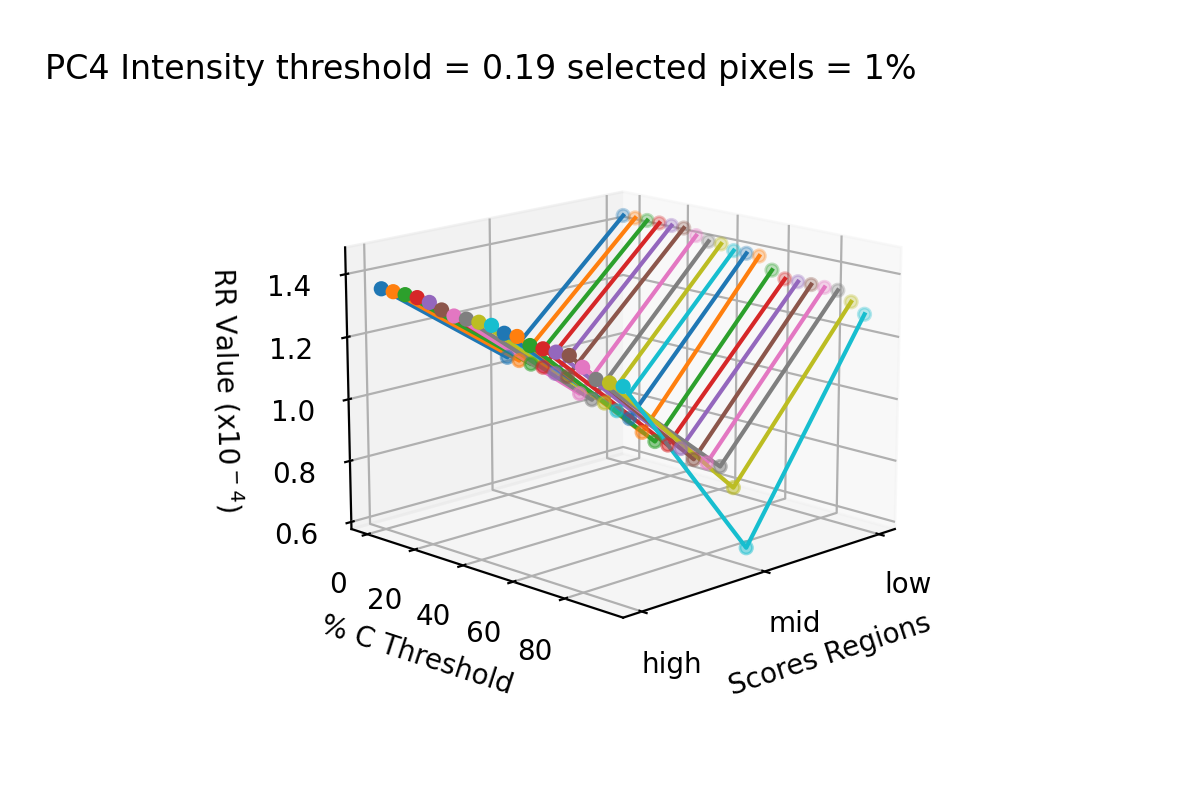 PC4 Intensity threshold = 0.19 selected pixels = 1%
RR Value (x10⁻⁴)
1.4
1.2
1.0
0.8
0.6
0
20
40
60
80
% C Threshold
high
mid
low
Scores Regions